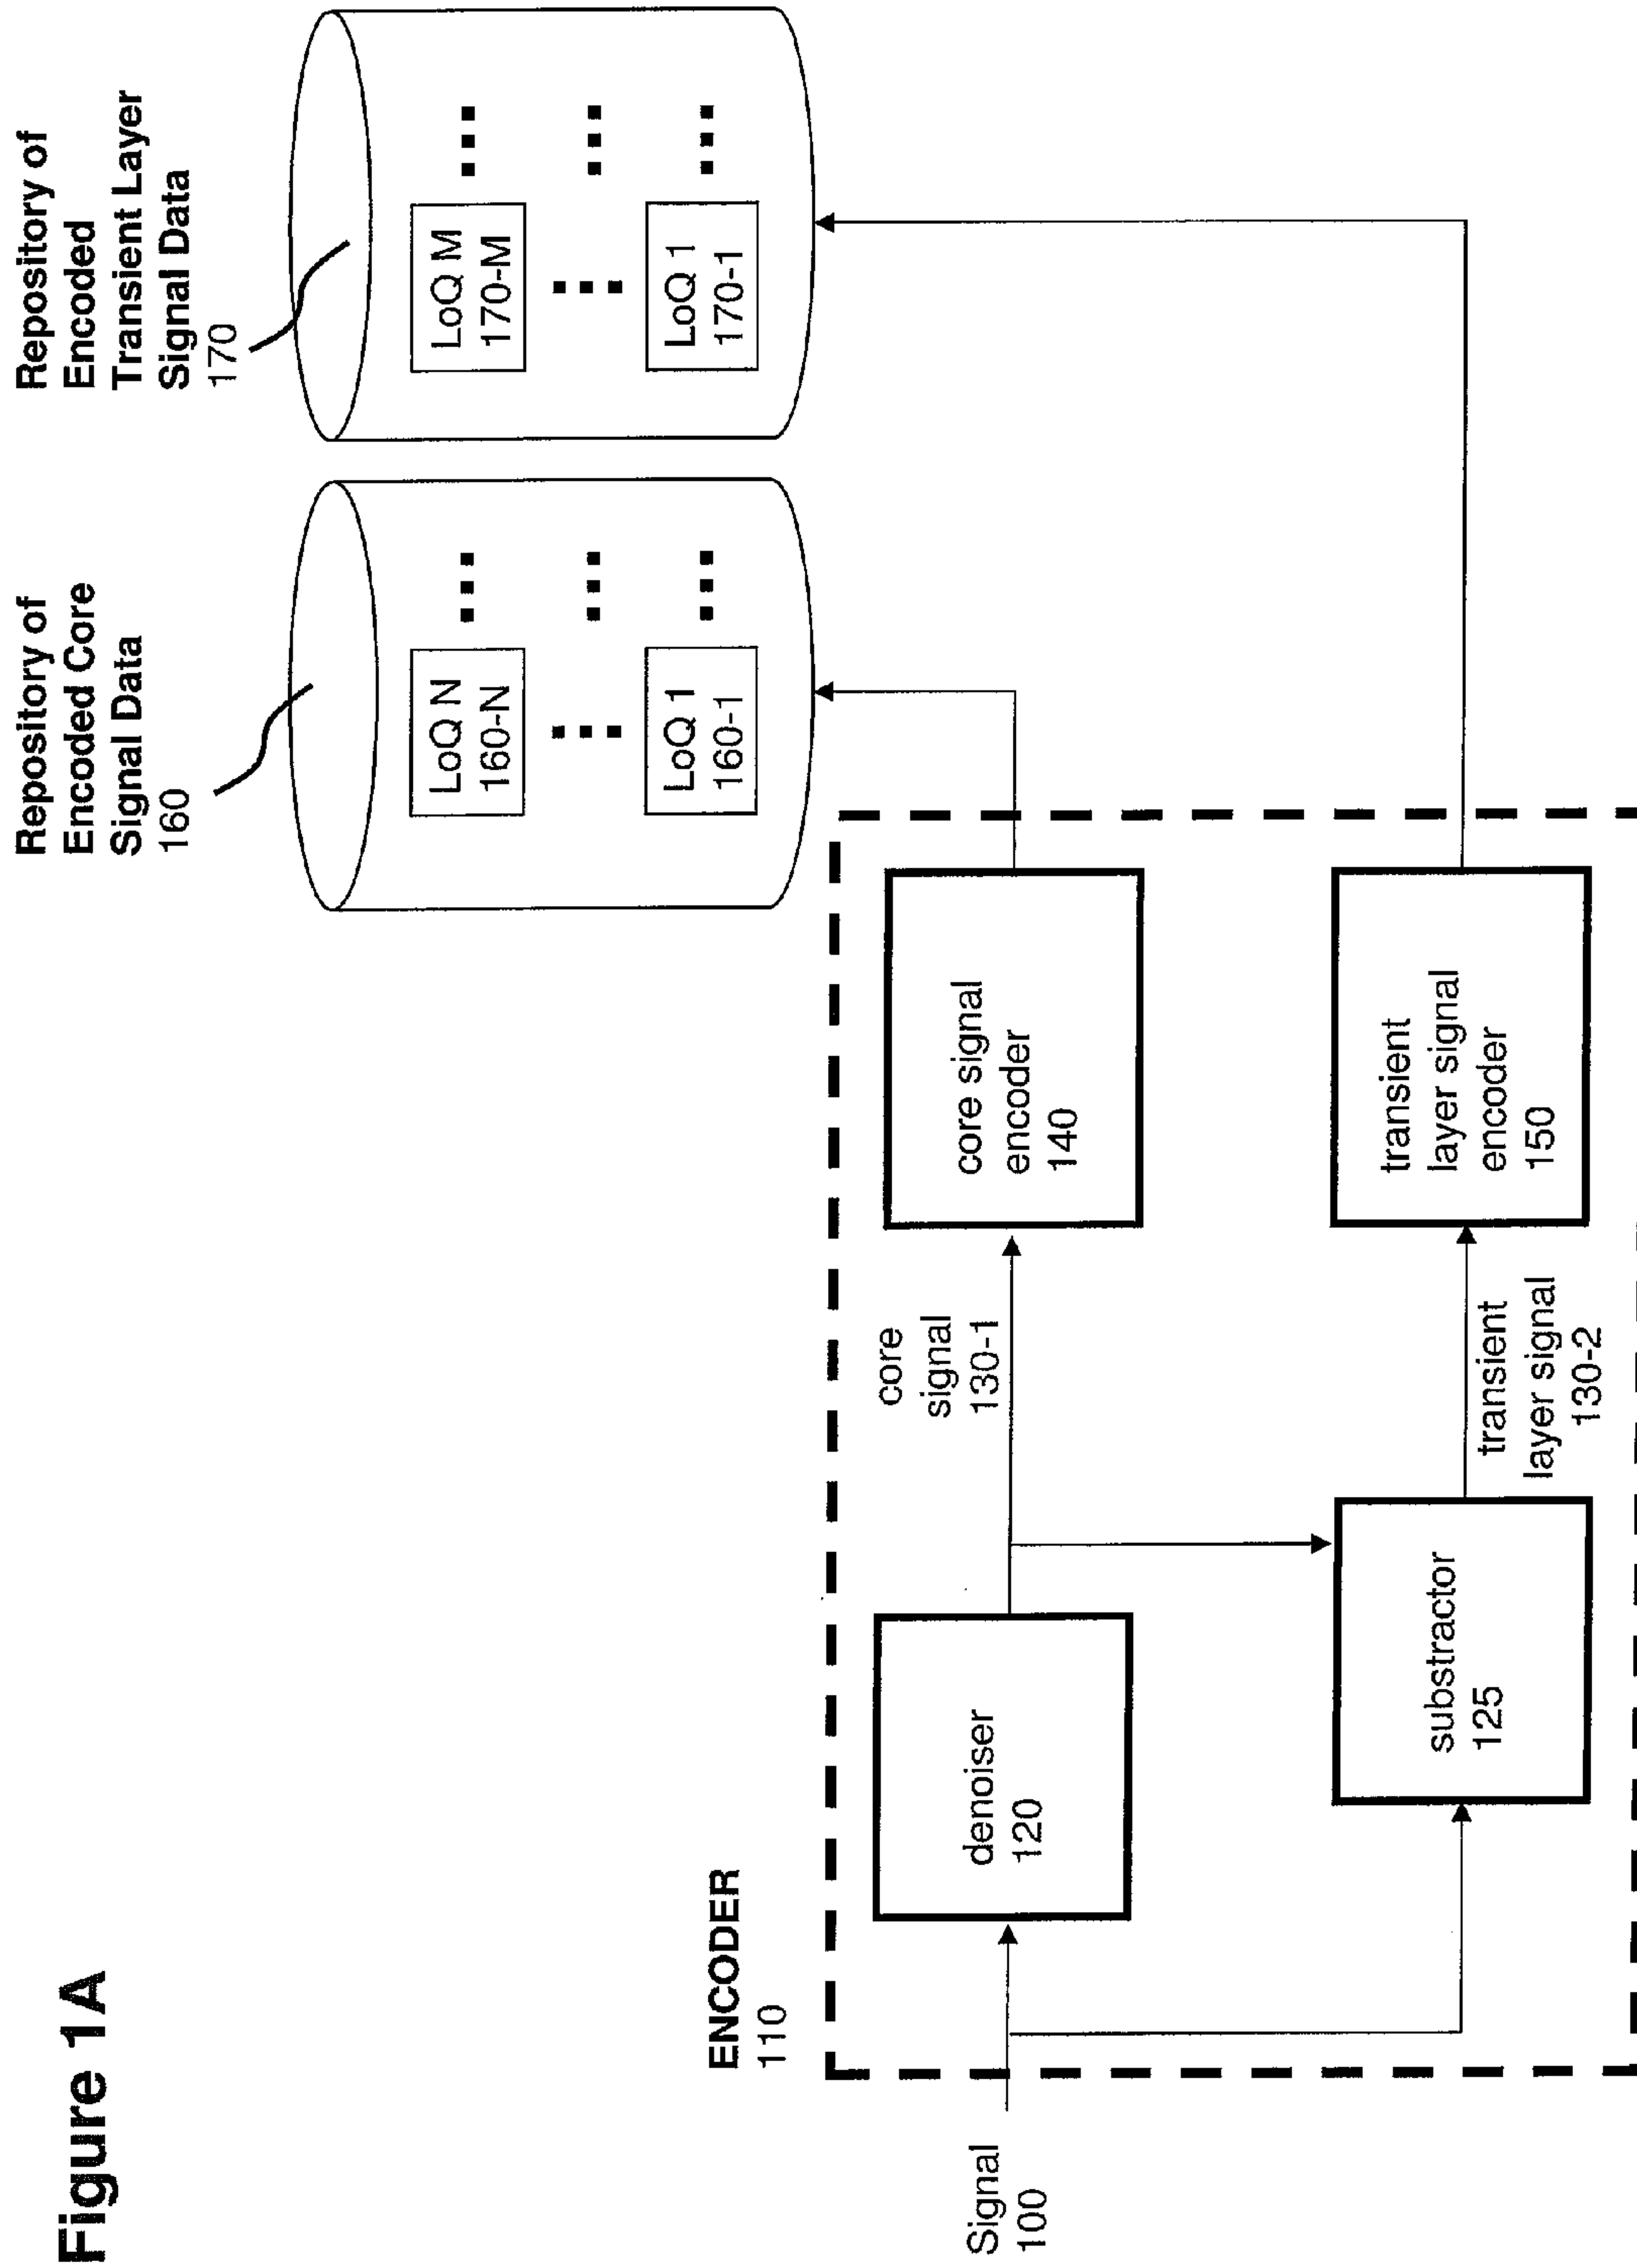 Figure 1A
Repository of
Encoded Core
Signal Data
160
Repository of
Encoded
Transient Layer
Signal Data
170
LoQ N
160-N
LoQ 1
160-1
LoQ M
170-M
LoQ 1
170-1
ENCODER
110
Signal
100
denoiser
120
core
signal
130-1
core signal
encoder
140
substractor
125
transient
layer signal
130-2
transient
layer signal
encoder
150